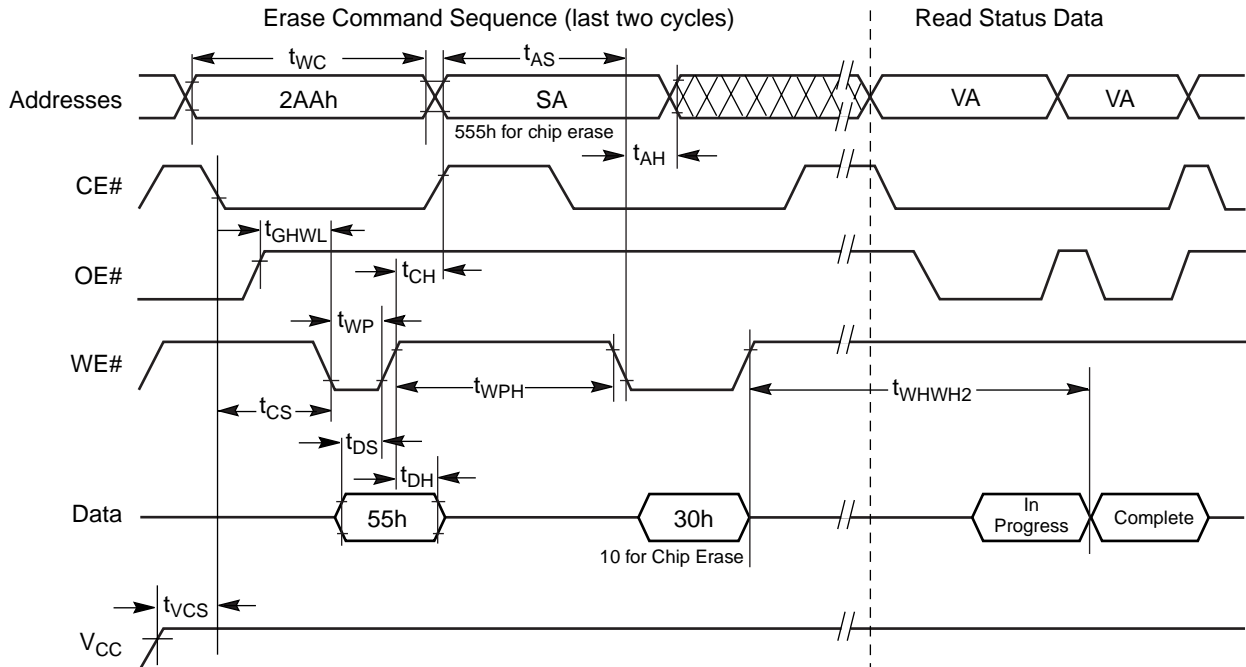 Erase Command Sequence (last two cycles)
Read Status Data
tWC
tAS
Addresses
2AAh
SA
VA
VA
555h for chip erase
tAH
CE#
tGHWL
OE#
tCH
tWP
WE#
tWPH
tWHWH2
tCS
tDS
tDH
Data
55h
30h
In
Progress
Complete
10 for Chip Erase
tVCS
VCC